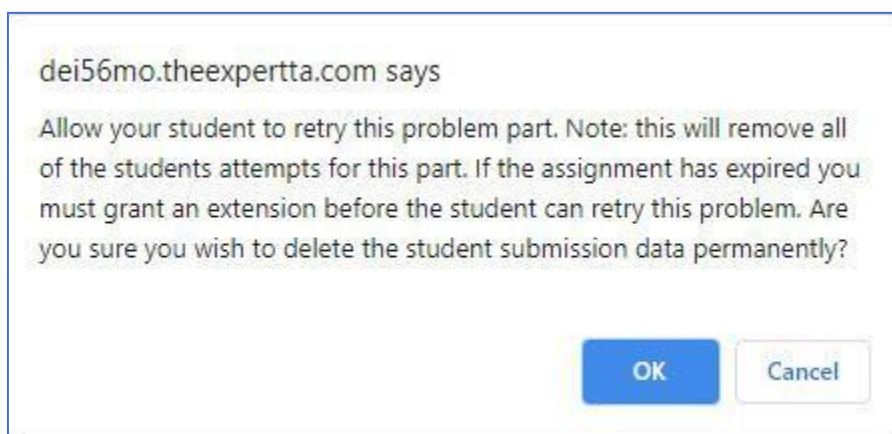 dei56mo.theexpertta.com says
Allow your student to retry this problem part. Note: this will remove all
of the students attempts for this part. If the assignment has expired you
must grant an extension before the student can retry this problem. Are
you sure you wish to delete the student submission data permanently?
OK
Cancel